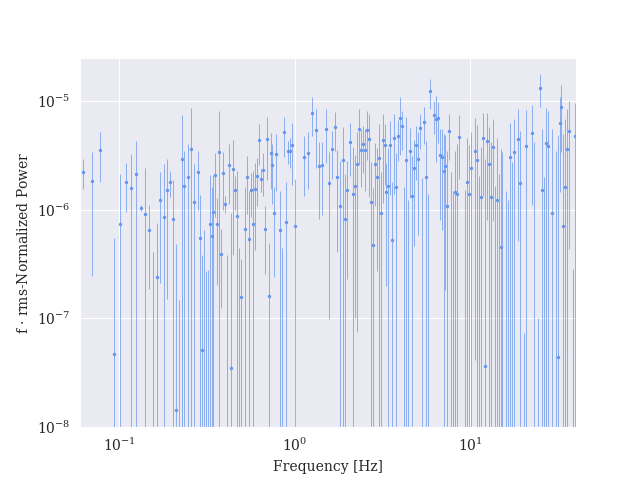 f · rms-Normalized Power
10⁻⁵
10⁻⁶
10⁻⁷
10⁻⁸
10⁻¹ 10⁰ 10¹
Frequency [Hz]